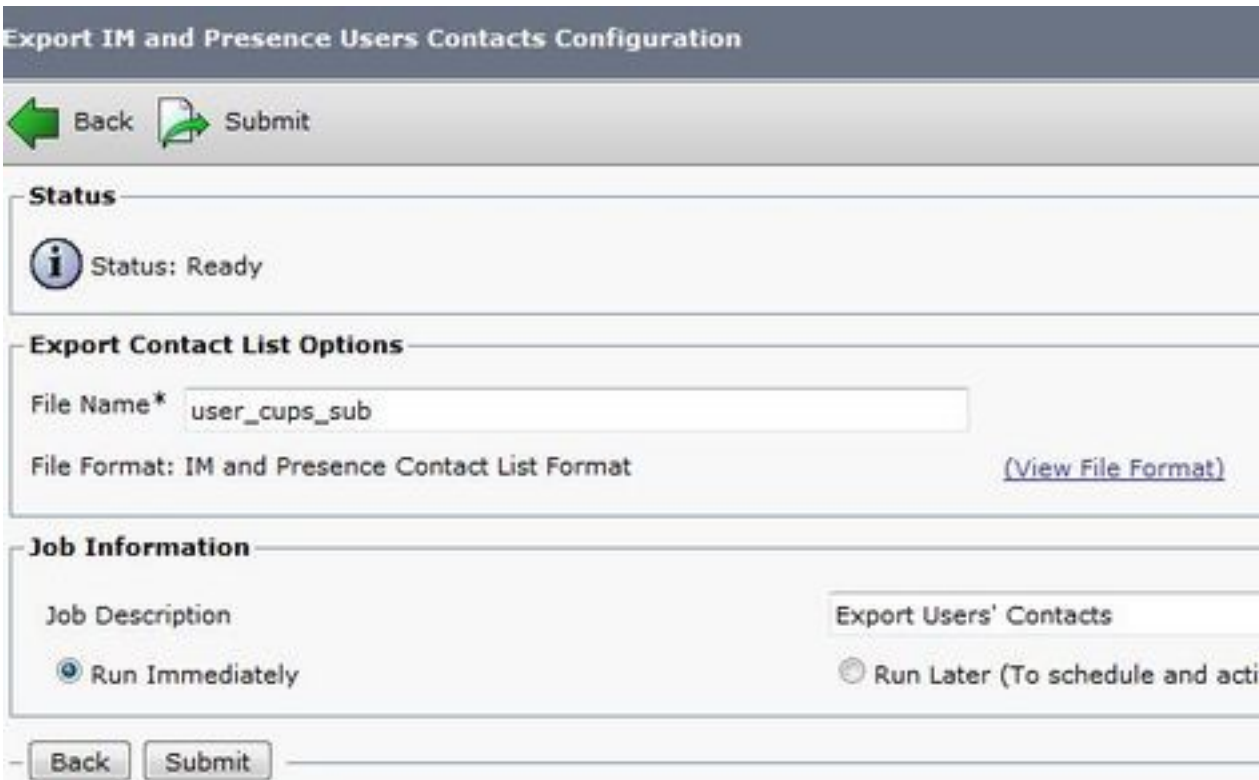 Export IM and Presence Users Contacts Configuration
Back Submit
Status
i Status: Ready
Export Contact List Options
File Name* user_cups_sub
File Format: IM and Presence Contact List Format (View File Format)
Job Information
Job Description Export Users' Contacts
Run Immediately Run Later (To schedule and acti
Back Submit